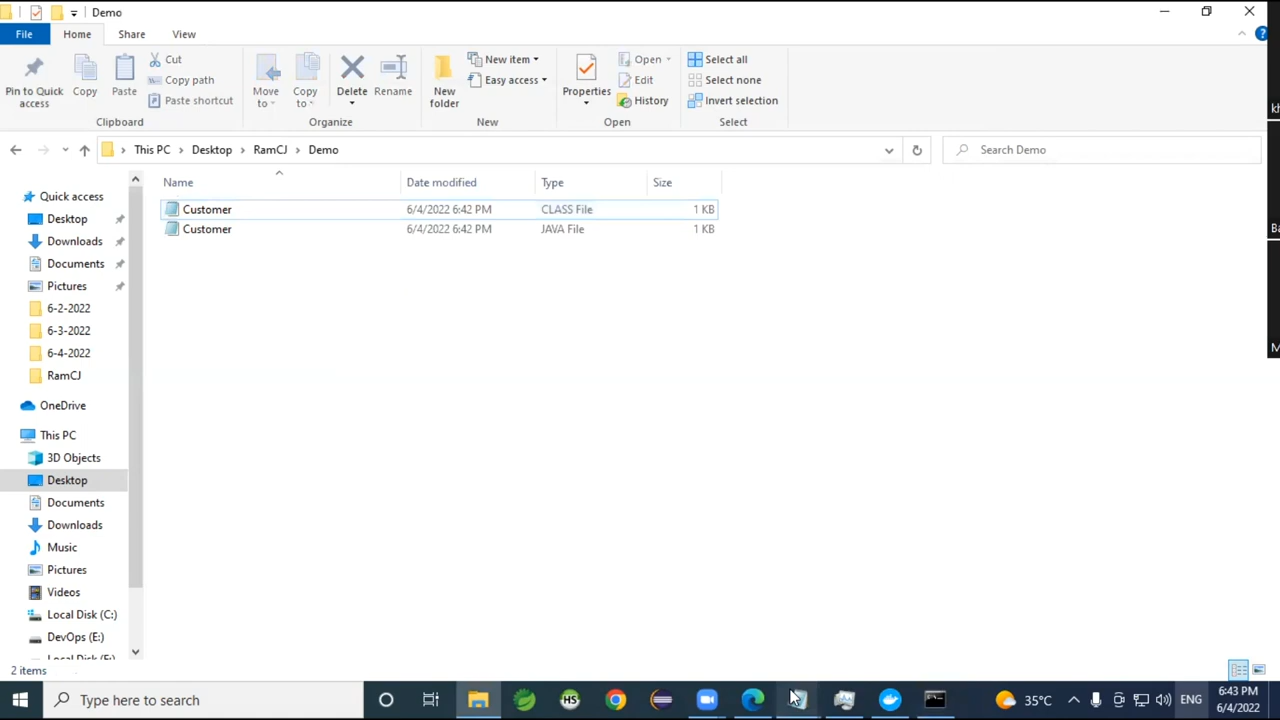 Demo
File Home Share View
Pin to Quick access
Copy
Paste
Cut
Copy path
Paste shortcut
Clipboard
Move to
Copy to
Delete
Rename
Organize
New folder
New item
Easy access
New
Properties
Open
Edit
History
Open
Select all
Select none
Invert selection
Select
This PC > Desktop > RamCJ > Demo
Search Demo
Name Date modified Type Size
Customer 6/4/2022 6:42 PM CLASS File 1 KB
Customer 6/4/2022 6:42 PM JAVA File 1 KB
Quick access
Desktop
Downloads
Documents
Pictures
6-2-2022
6-3-2022
6-4-2022
RamCJ
OneDrive
This PC
3D Objects
Desktop
Documents
Downloads
Music
Pictures
Videos
Local Disk (C:)
DevOps (E:)
2 items
Type here to search
HS
35°C
ENG
6:43 PM
6/4/2022